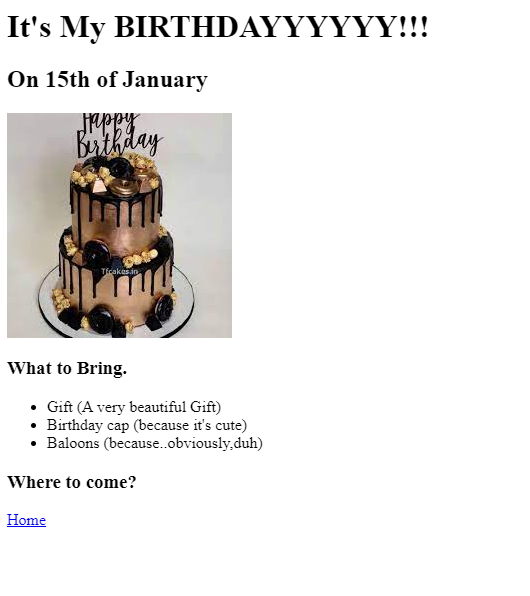 It's My BIRTHDAYYYYYY!!!
On 15th of January
Happy
Birthday
Tfcakes.in
What to Bring.
Gift (A very beautiful Gift)
Birthday cap (because it's cute)
Baloons (because..obviously,duh)
Where to come?
Home